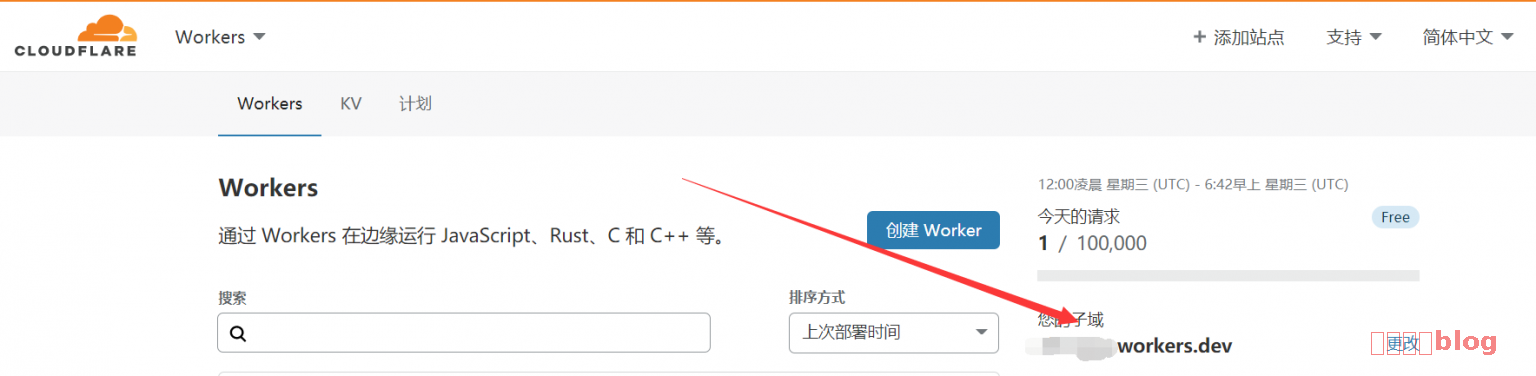 CLOUDFLARE
Workers
添加站点
支持
简体中文
Workers
KV
计划
Workers
通过 Workers 在边缘运行 JavaScript、Rust、C 和 C++ 等。
创建 Worker
搜索
排序方式
上次部署时间
12:00凌晨 星期三 (UTC) - 6:42早上 星期三 (UTC)
今天的请求
Free
1 / 100,000
您的子域
workers.dev
更改
blog